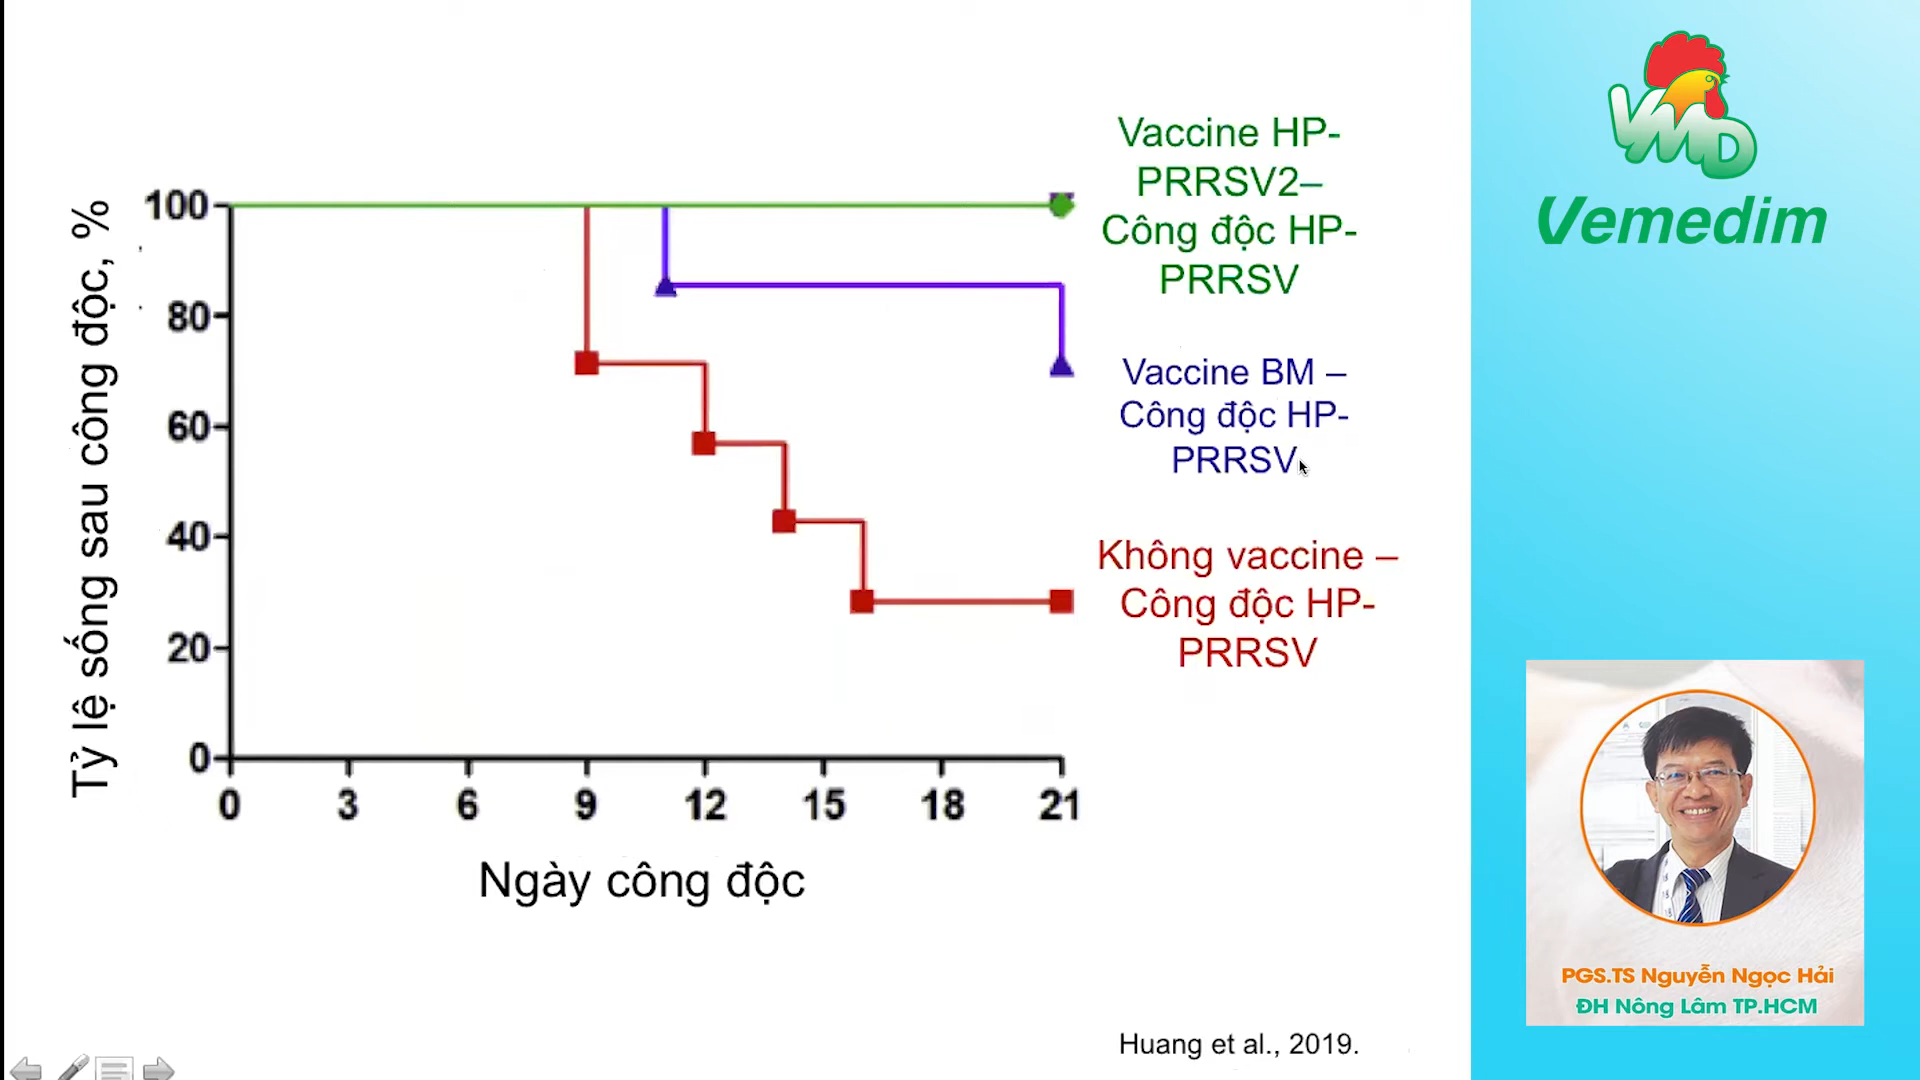 Tỷ lệ sống sau công độc, %
100
80
60
40
20
0
0 3 6 9 12 15 18 21
Ngày công độc
Vaccine HP-
PRRSV2–
Công độc HP-
PRRSV
Vaccine BM –
Công độc HP-
PRRSV
Không vaccine –
Công độc HP-
PRRSV
Huang et al., 2019.
VMD
Vemedim
PGS.TS Nguyễn Ngọc Hải
ĐH Nông Lâm TP.HCM